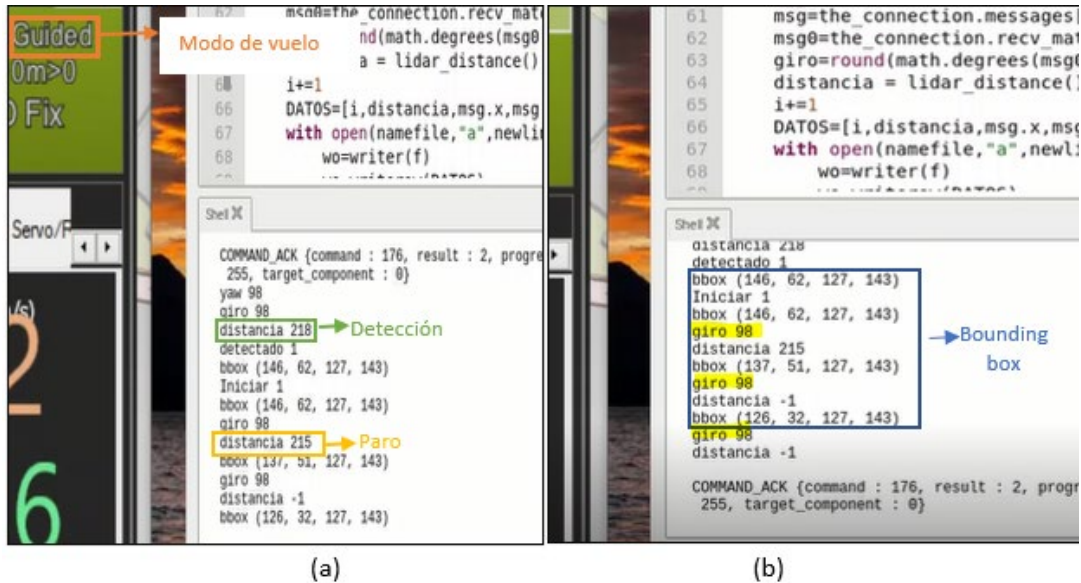 Guided
0m>0
Fix
Servo/F
/s)
2
6
Modo de vuelo
62
msg0=the_connection.recv_mat
nd(math.degrees(msg0
a = lidar_distance()
i+=1
66 DATOS=[i,distancia,msg.x,msg
67 with open(namefile,"a",newlin
68 wo=writer(f)
Shell
COMMAND_ACK {command : 176, result : 2, progre
255, target_component : 0}
yaw 98
giro 98
distancia 218
Detección
detectado 1
bbox (146, 62, 127, 143)
Iniciar 1
bbox (146, 62, 127, 143)
giro 98
distancia 215
Paro
bbox (137, 51, 127, 143)
giro 98
distancia -1
bbox (126, 32, 127, 143)
(a)
61 msg=the_connection.messages[
62 msg0=the_connection.recv_mat
63 giro=round(math.degrees(msg0
64 distancia = lidar_distance()
65 i+=1
66 DATOS=[i,distancia,msg.x,msg
67 with open(namefile,"a",newli
68 wo=writer(f)
Shell
distancia 218
detectado 1
bbox (146, 62, 127, 143)
Iniciar 1
bbox (146, 62, 127, 143)
giro 98
distancia 215
bbox (137, 51, 127, 143)
giro 98
distancia -1
bbox (126, 32, 127, 143)
giro 98
distancia -1
COMMAND_ACK {command : 176, result : 2, progr
255, target_component : 0}
Bounding
box
(b)